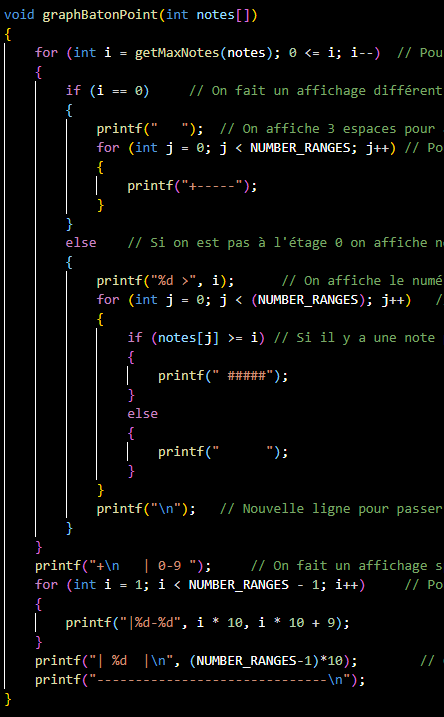 void graphBatonPoint(int notes[])
{
    for (int i = getMaxNotes(notes); 0 <= i; i--)  // Pou
    {
        if (i == 0)     // On fait un affichage différent
        {
            printf("   ");  // On affiche 3 espaces pour
            for (int j = 0; j < NUMBER_RANGES; j++) // Po
            {
                printf("+-----");
            }
        }
        else    // Si on est pas à l'étage 0 on affiche n
        {
            printf("%d >", i);      // On affiche le numé
            for (int j = 0; j < (NUMBER_RANGES); j++)   //
            {
                if (notes[j] >= i) // Si il y a une note
                {
                    printf(" #####");
                }
                else
                {
                    printf("      ");
                }
            }
            printf("\n");   // Nouvelle ligne pour passer
        }
    }
    printf("+\n   | 0-9 ");     // On fait un affichage s
    for (int i = 1; i < NUMBER_RANGES - 1; i++)     // Po
    {
        printf("|%d-%d", i * 10, i * 10 + 9);
    }
    printf("| %d  |\n", (NUMBER_RANGES-1)*10);        //
    printf("------------------------------\n");
}